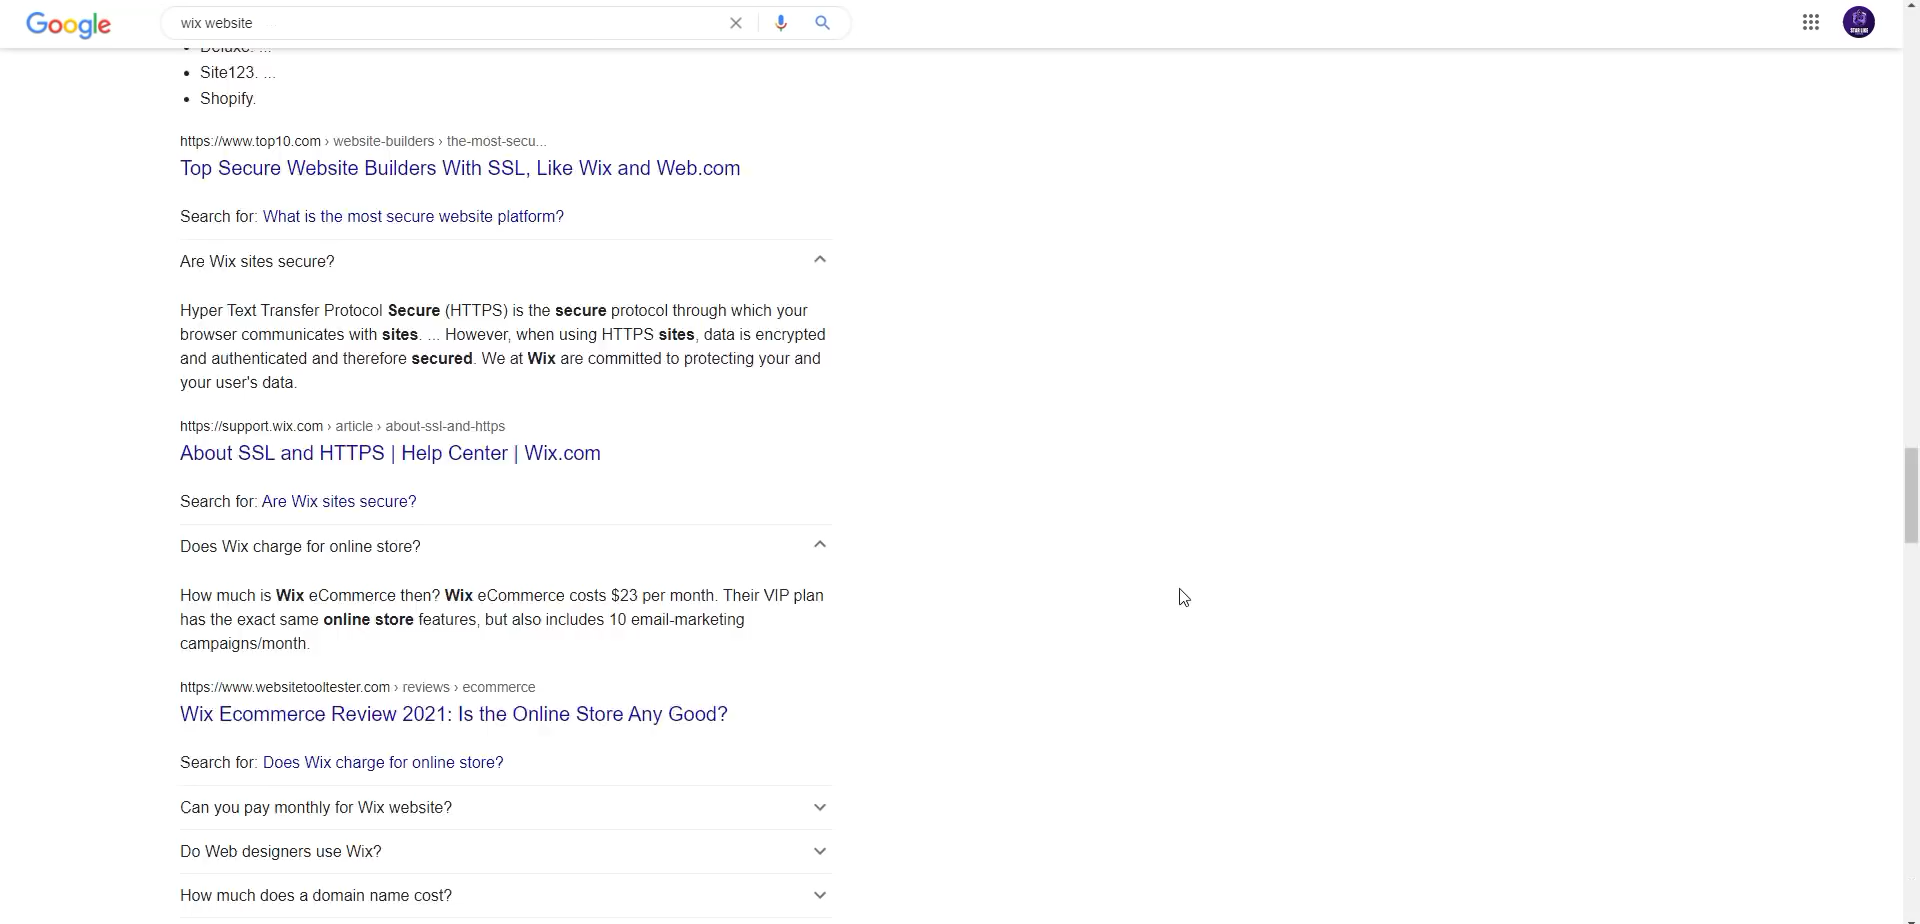 Google
wix website
Deluxe. ...
Site123. ...
Shopify.
https://www.top10.com › website-builders › the-most-secu...
Top Secure Website Builders With SSL, Like Wix and Web.com
Search for: What is the most secure website platform?
Are Wix sites secure?
Hyper Text Transfer Protocol Secure (HTTPS) is the secure protocol through which your
browser communicates with sites. ... However, when using HTTPS sites, data is encrypted
and authenticated and therefore secured. We at Wix are committed to protecting your and
your user's data.
https://support.wix.com › article › about-ssl-and-https
About SSL and HTTPS | Help Center | Wix.com
Search for: Are Wix sites secure?
Does Wix charge for online store?
How much is Wix eCommerce then? Wix eCommerce costs $23 per month. Their VIP plan
has the exact same online store features, but also includes 10 email-marketing
campaigns/month.
https://www.websitetooltester.com › reviews › ecommerce
Wix Ecommerce Review 2021: Is the Online Store Any Good?
Search for: Does Wix charge for online store?
Can you pay monthly for Wix website?
Do Web designers use Wix?
How much does a domain name cost?